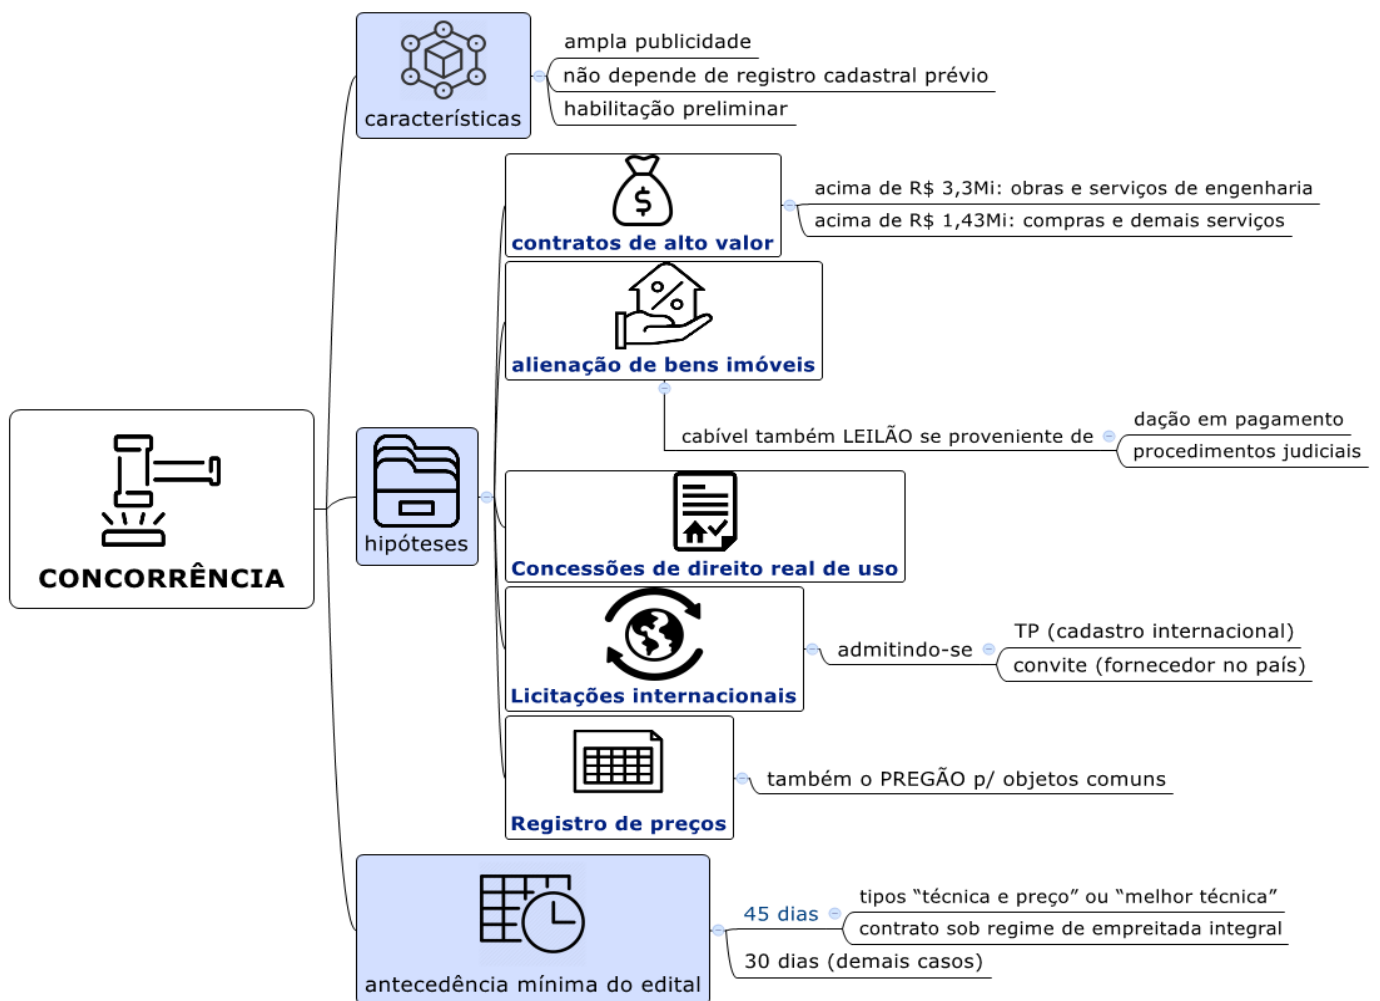 CONCORRÊNCIA
características
ampla publicidade
não depende de registro cadastral prévio
habilitação preliminar
hipóteses
$
contratos de alto valor
acima de R$ 3,3Mi: obras e serviços de engenharia
acima de R$ 1,43Mi: compras e demais serviços
%
alienação de bens imóveis
cabível também LEILÃO se proveniente de
dação em pagamento
procedimentos judiciais
Concessões de direito real de uso
Licitações internacionais
admitindo-se
TP (cadastro internacional)
convite (fornecedor no país)
Registro de preços
também o PREGÃO p/ objetos comuns
antecedência mínima do edital
45 dias
tipos “técnica e preço” ou “melhor técnica”
contrato sob regime de empreitada integral
30 dias (demais casos)